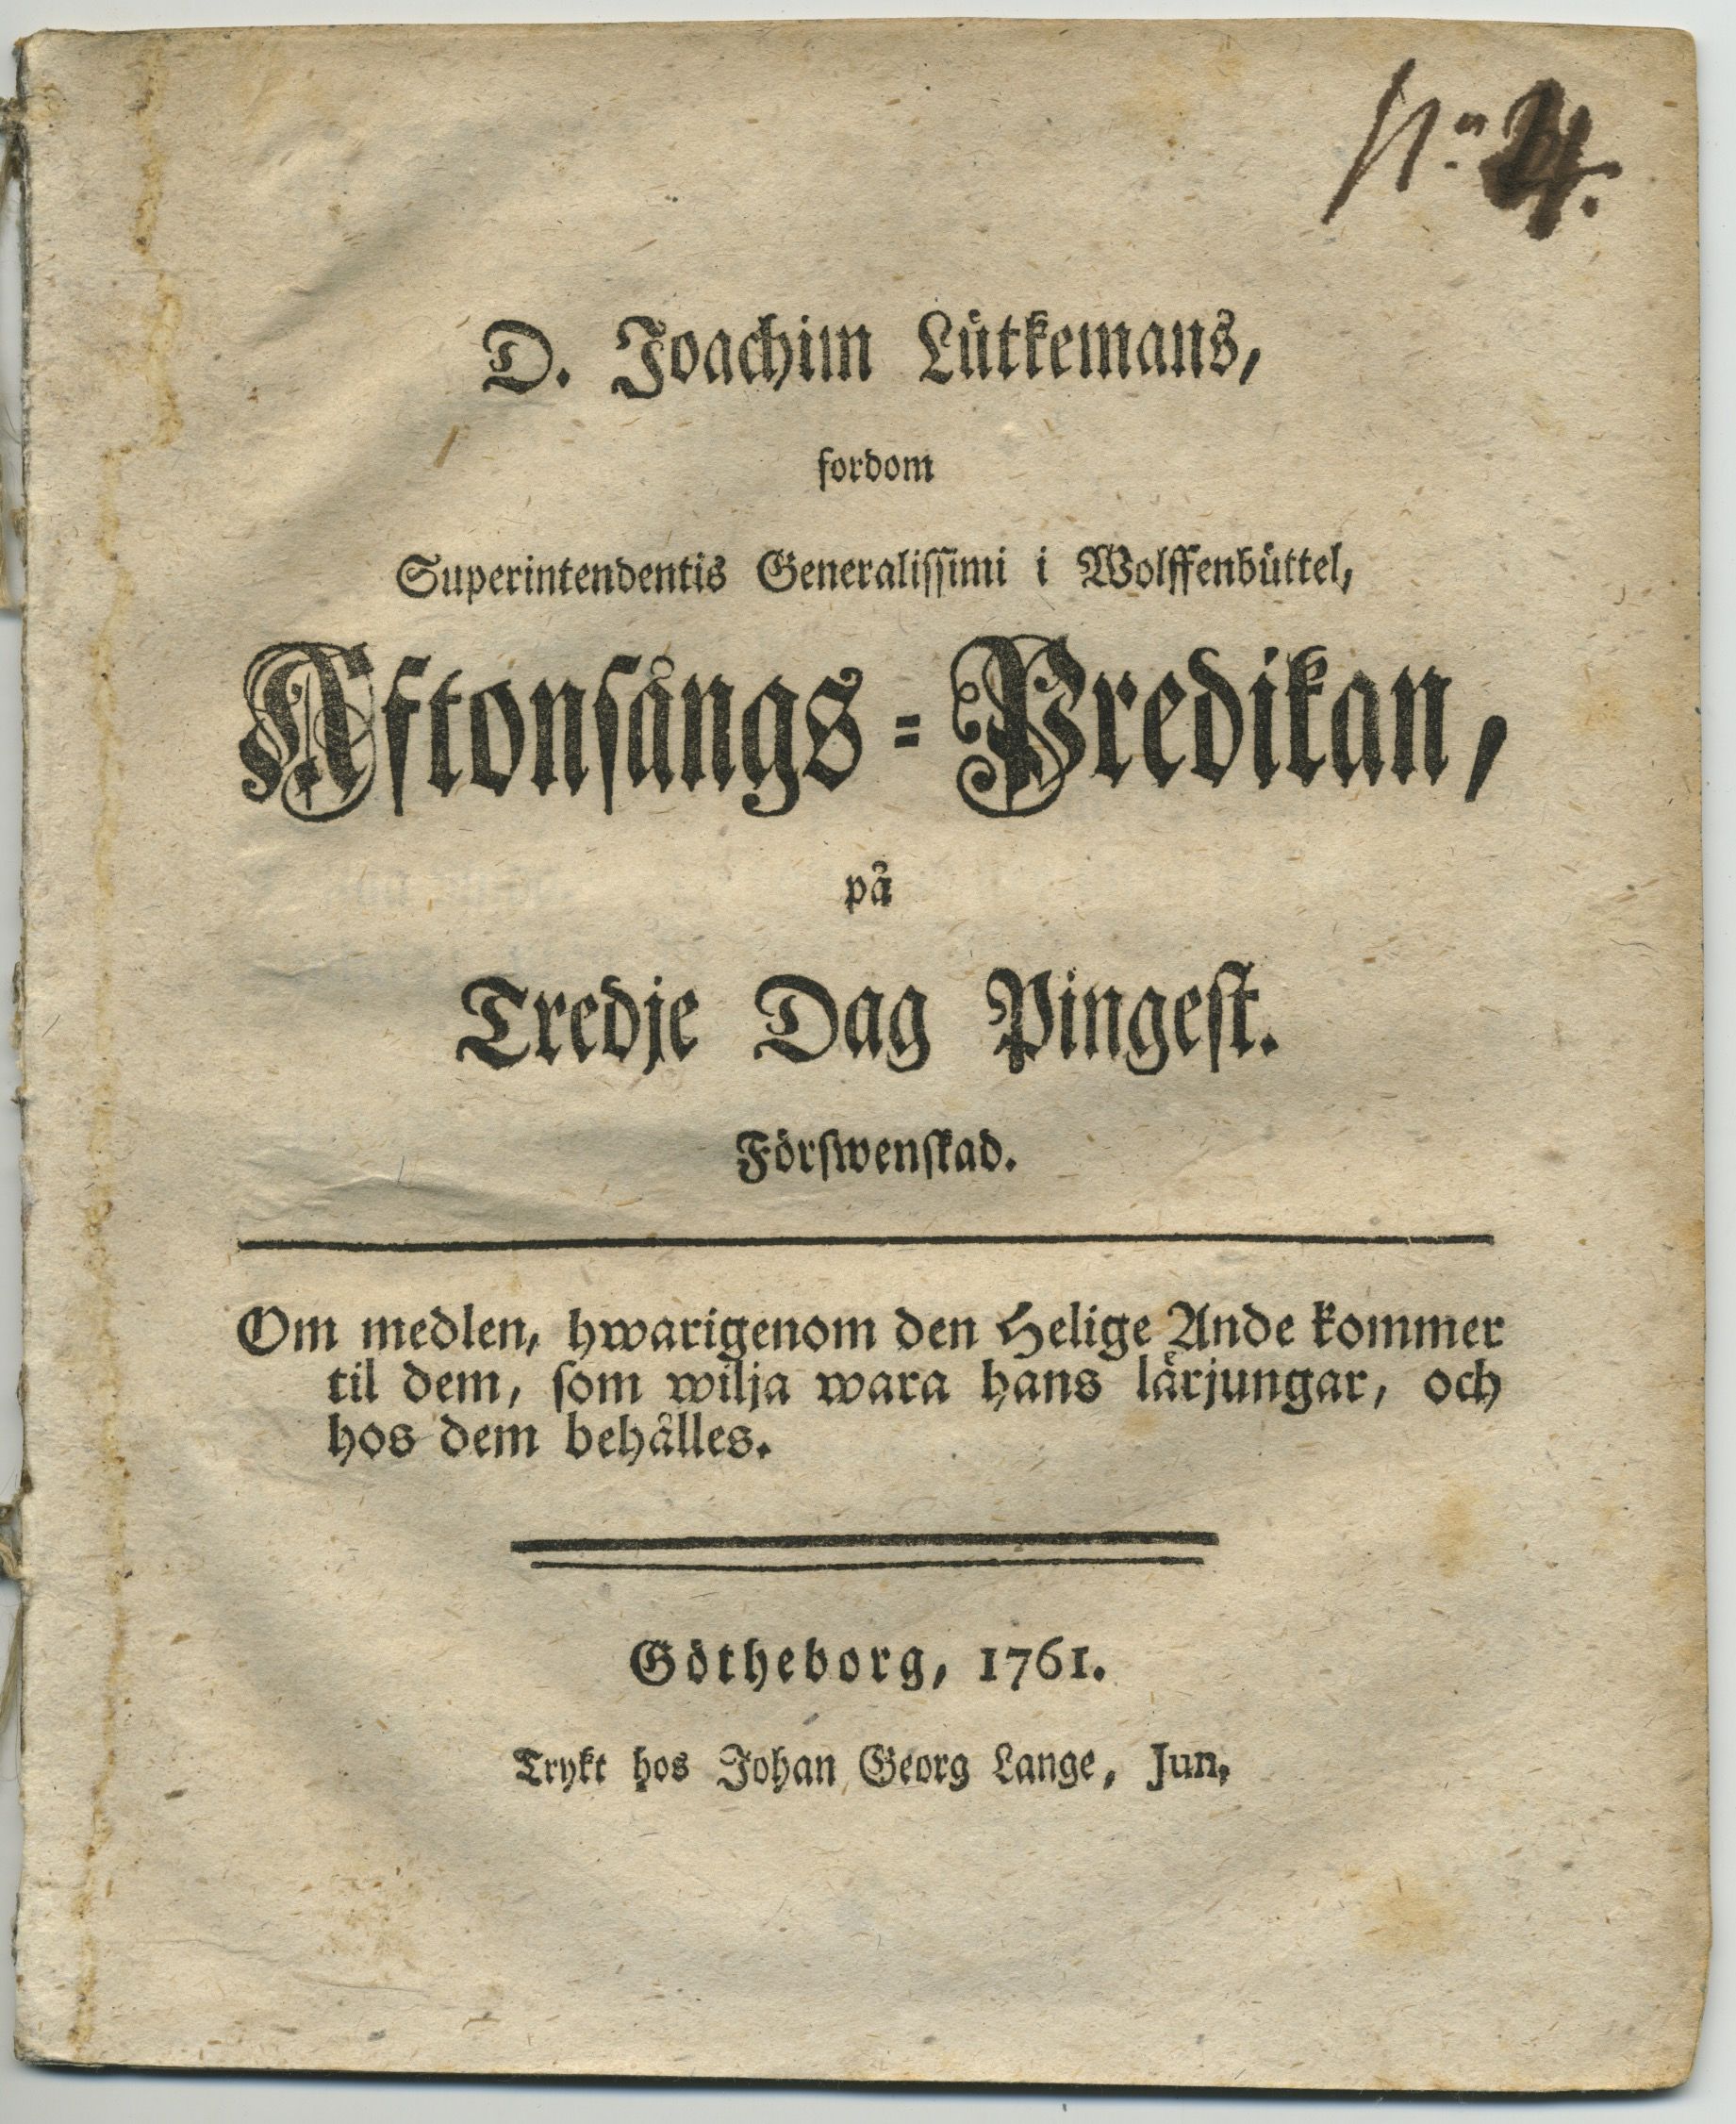 N:o 4.
D. Joachim Lütkemans,
fordom
Superintendentis Generalissimi i Wolffenbüttel,
Aftonsångs-Predikan,
på
Tredje Dag Pingest.
Förswenskad.
Om medlen, hwarigenom den Helige Ande kommer
til dem, som wilja wara hans lärjungar, och
hos dem behålles.
Götheborg, 1761.
Trykt hos Johan Georg Lange, Jun.